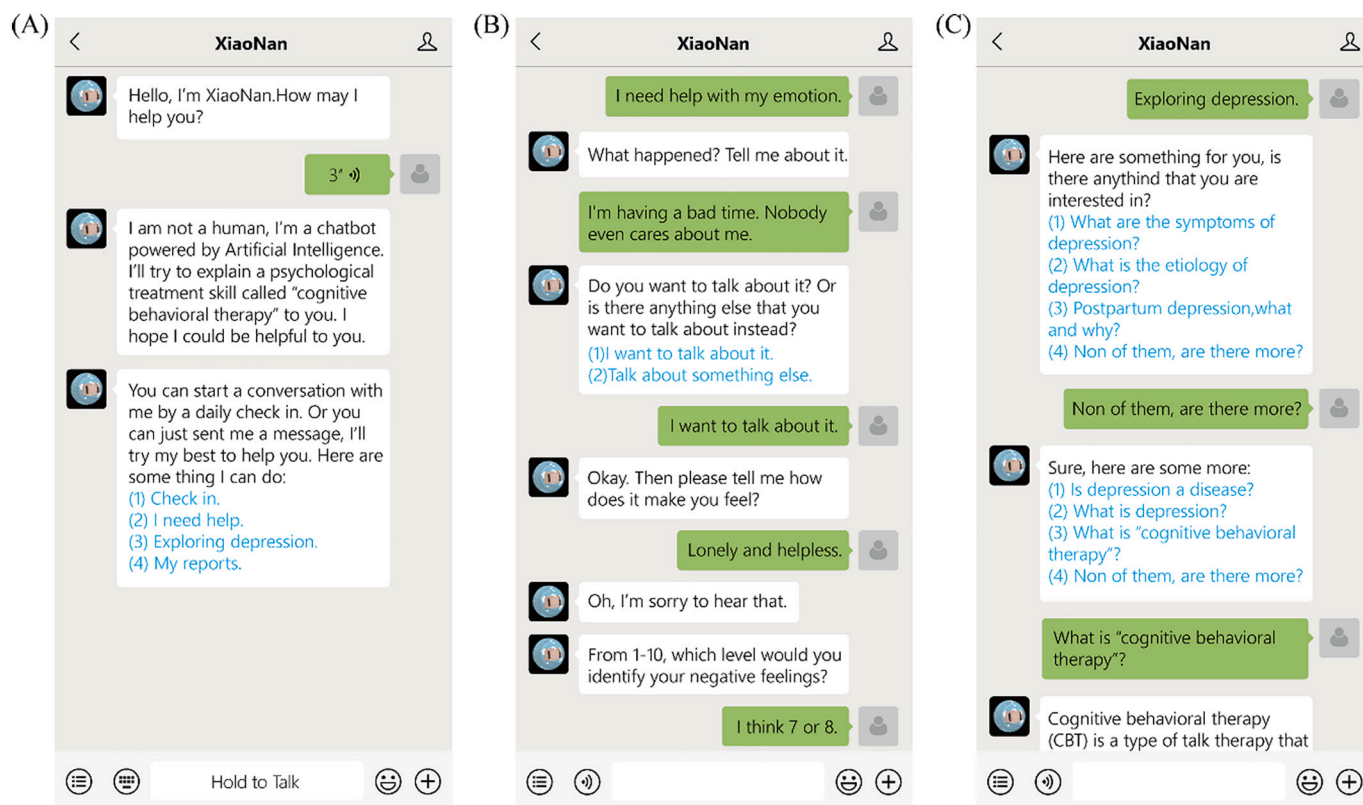 (A)
XiaoNan
Hello, I'm XiaoNan.How may I
help you?
3″
I am not a human, I'm a chatbot
powered by Artificial Intelligence.
I'll try to explain a psychological
treatment skill called “cognitive
behavioral therapy” to you. I
hope I could be helpful to you.
You can start a conversation with
me by a daily check in. Or you
can just sent me a message, I'll
try my best to help you. Here are
some thing I can do:
(1) Check in.
(2) I need help.
(3) Exploring depression.
(4) My reports.
Hold to Talk
(B)
XiaoNan
I need help with my emotion.
What happened? Tell me about it.
I'm having a bad time. Nobody
even cares about me.
Do you want to talk about it? Or
is there anything else that you
want to talk about instead?
(1)I want to talk about it.
(2)Talk about something else.
I want to talk about it.
Okay. Then please tell me how
does it make you feel?
Lonely and helpless.
Oh, I'm sorry to hear that.
From 1-10, which level would you
identify your negative feelings?
I think 7 or 8.
(C)
XiaoNan
Exploring depression.
Here are something for you, is
there anythind that you are
interested in?
(1) What are the symptoms of
depression?
(2) What is the etiology of
depression?
(3) Postpartum depression,what
and why?
(4) Non of them, are there more?
Non of them, are there more?
Sure, here are some more:
(1) Is depression a disease?
(2) What is depression?
(3) What is “cognitive behavioral
therapy”?
(4) Non of them, are there more?
What is “cognitive behavioral
therapy”?
Cognitive behavioral therapy
(CBT) is a type of talk therapy that